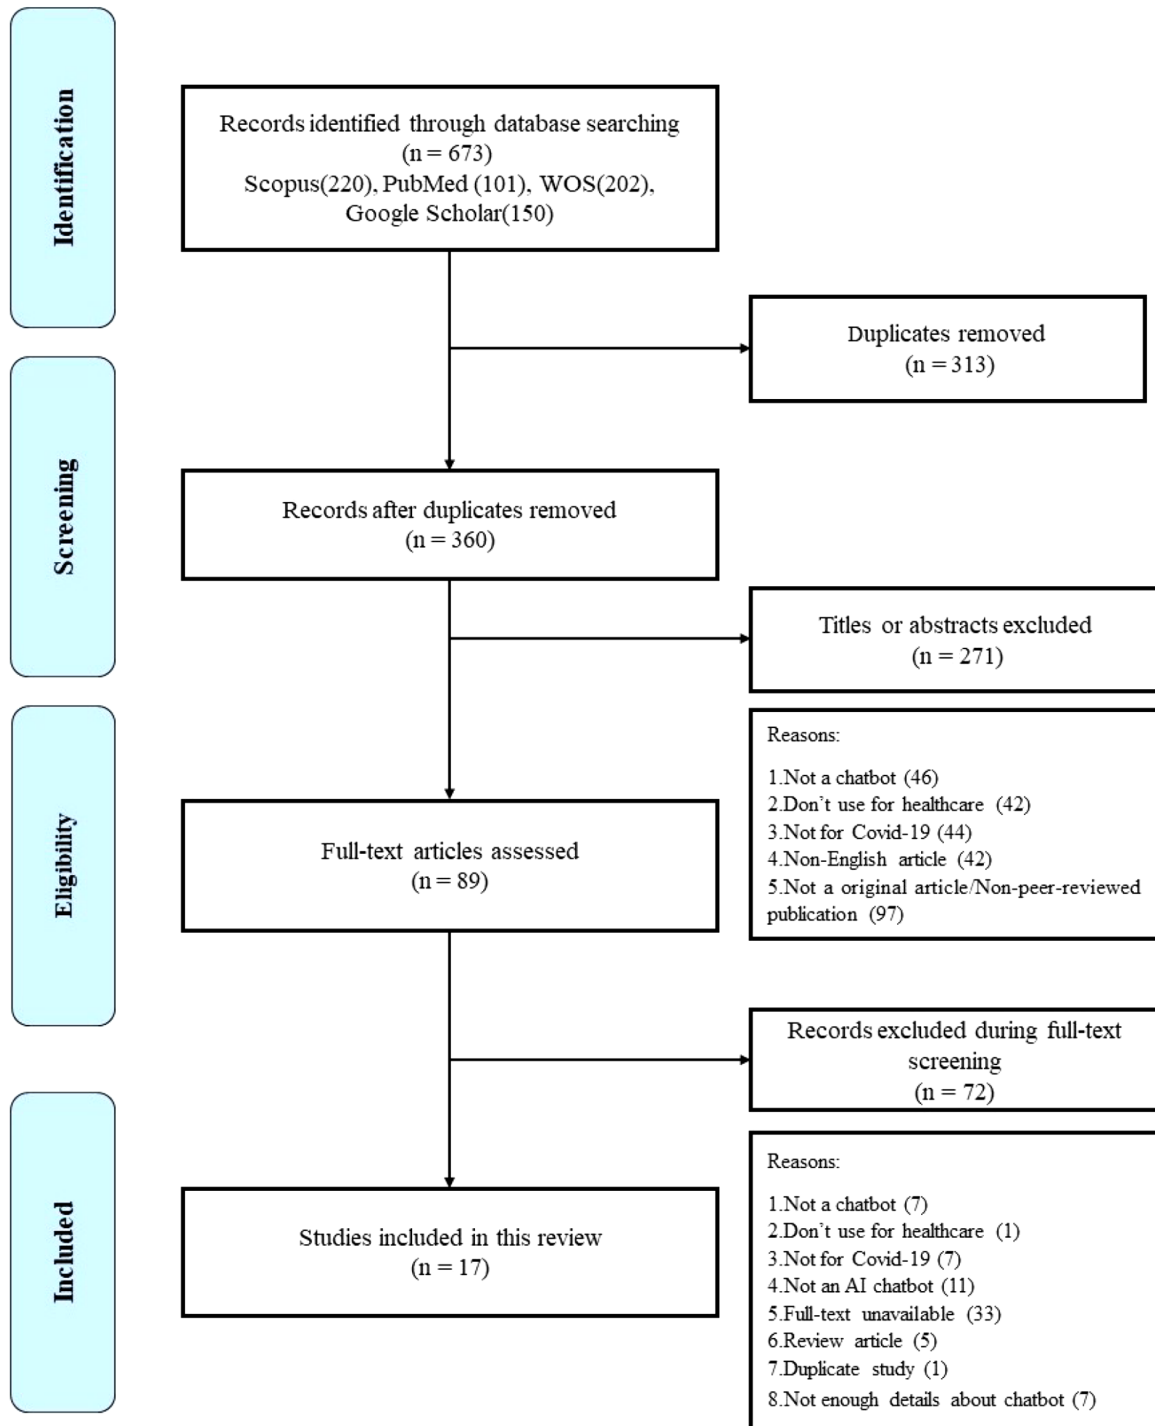 Identification
Records identified through database searching
(n = 673)
Scopus(220), PubMed (101), WOS(202),
Google Scholar(150)
Duplicates removed
(n = 313)
Screening
Records after duplicates removed
(n = 360)
Titles or abstracts excluded
(n = 271)
Reasons:
1.Not a chatbot (46)
2.Don’t use for healthcare (42)
3.Not for Covid-19 (44)
4.Non-English article (42)
5.Not a original article/Non-peer-reviewed
publication (97)
Eligibility
Full-text articles assessed
(n = 89)
Records excluded during full-text
screening
(n = 72)
Reasons:
1.Not a chatbot (7)
2.Don’t use for healthcare (1)
3.Not for Covid-19 (7)
4.Not an AI chatbot (11)
5.Full-text unavailable (33)
6.Review article (5)
7.Duplicate study (1)
8.Not enough details about chatbot (7)
Included
Studies included in this review
(n = 17)